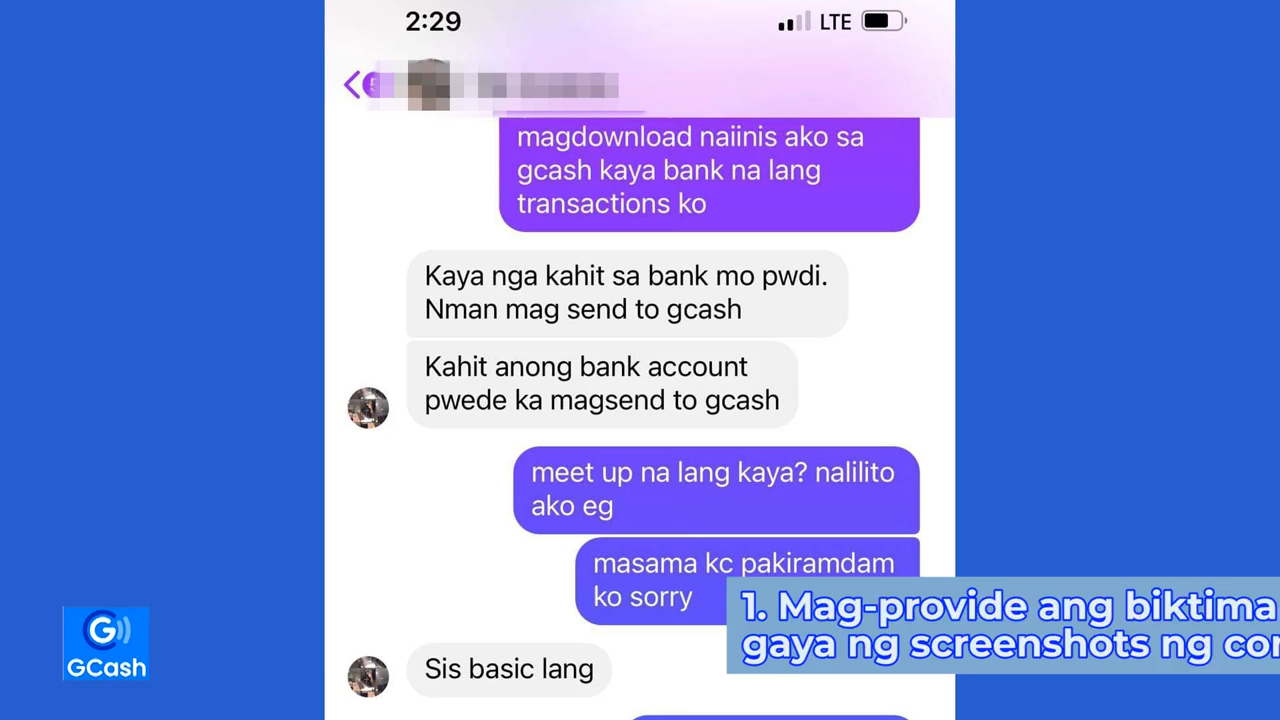 2:29
LTE
magdownload naiinis ako sa
gcash kaya bank na lang
transactions ko
Kaya nga kahit sa bank mo pwdi.
Nman mag send to gcash
Kahit anong bank account
pwede ka magsend to gcash
meet up na lang kaya? nalilito
ako eg
masama kc pakiramdam
ko sorry
1. Mag-provide ang biktima
gaya ng screenshots ng
Sis basic lang
G
GCash